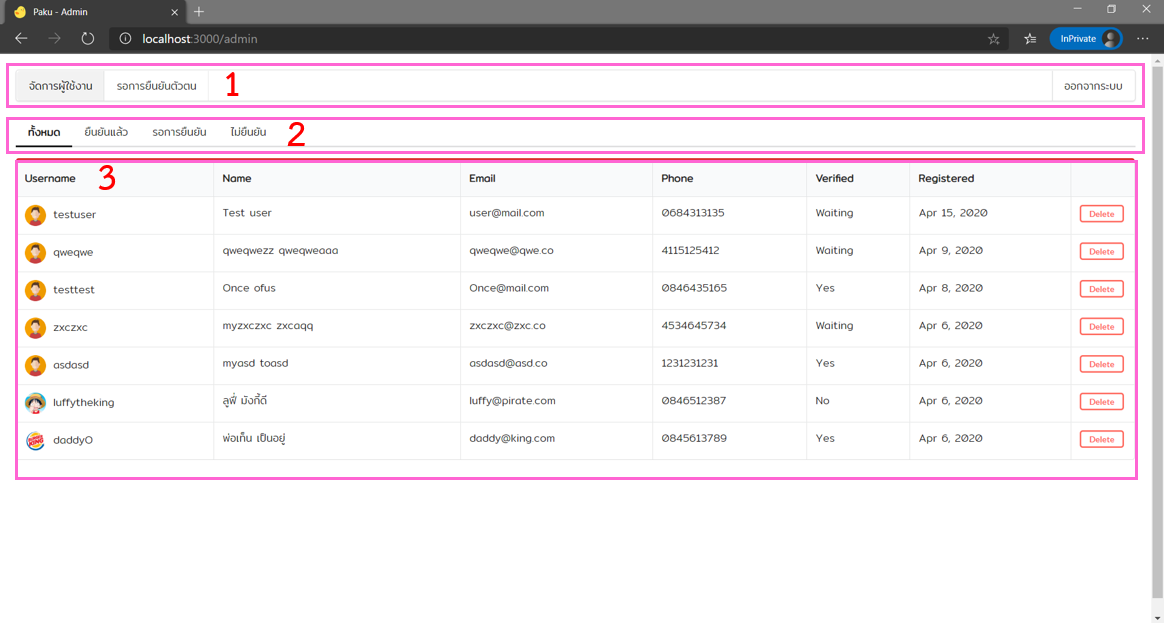 Paku - Admin
localhost:3000/admin
InPrivate
จัดการผู้ใช้งาน รอการยืนยันตัวตน 1 ออกจากระบบ
ทั้งหมด ยืนยันแล้ว รอการยืนยัน ไม่ยืนยัน 2
Username 3 Name Email Phone Verified Registered
testuser Test user user@mail.com 0684313135 Waiting Apr 15, 2020 Delete
qweqwe qweqwezz qweqweaaa qweqwe@qwe.co 4115125412 Waiting Apr 9, 2020 Delete
testtest Once ofus Once@mail.com 0846435165 Yes Apr 8, 2020 Delete
zxczxc myzxczxc zxcaqq zxczxc@zxc.co 4534645734 Waiting Apr 6, 2020 Delete
asdasd myasd toasd asdasd@asd.co 1231231231 Yes Apr 6, 2020 Delete
luffytheking ลูฟี่ มังกี้ดี luffy@pirate.com 0846512387 No Apr 6, 2020 Delete
daddyO พ่อเก็น เป็นอยู่ daddy@king.com 0845613789 Yes Apr 6, 2020 Delete